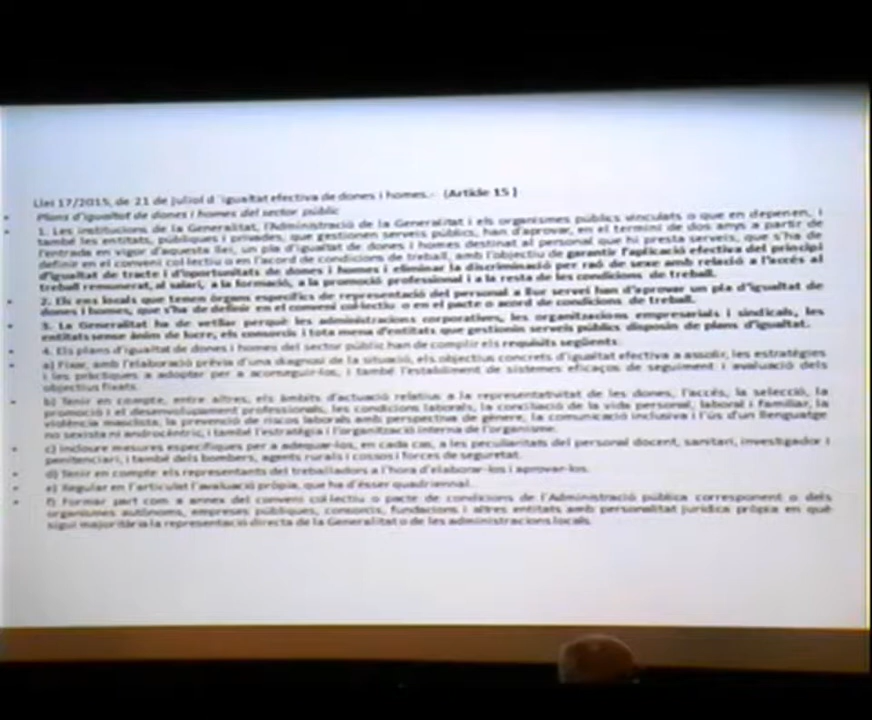 Llei 17/2015, de 21 de juliol d´igualtat efectiva de dones i homes.- (Article 15 )
Plans d'igualtat de dones i homes del sector públic
1. Les institucions de la Generalitat, l'Administració de la Generalitat i els organismes públics vinculats o que en depenen, i
també les entitats, públiques i privades, que gestionen serveis públics, han d'aprovar, en el termini de dos anys a partir de
l'entrada en vigor d'aquesta llei, un pla d'igualtat de dones i homes destinat al personal que hi presta serveis, que s'ha de
definir en el conveni col·lectiu o en l'acord de condicions de treball, amb l'objectiu de garantir l'aplicació efectiva del principi
d'igualtat de tracte i d'oportunitats de dones i homes i eliminar la discriminació per raó de sexe amb relació a l'accés al
treball remunerat, al salari, a la formació, a la promoció professional i a la resta de les condicions de treball.
2. Els ens locals que tenen òrgans específics de representació del personal a llur servei han d'aprovar un pla d'igualtat de
dones i homes, que s'ha de definir en el conveni col·lectiu o en el pacte o acord de condicions de treball.
3. La Generalitat ha de vetllar perquè les administracions corporatives, les organitzacions empresarials i sindicals, les
entitats sense ànim de lucre, els consorcis i tota mena d'entitats que gestionin serveis públics disposin de plans d'igualtat.
4. Els plans d'igualtat de dones i homes del sector públic han de complir els requisits següents:
a) Fixar, amb l'elaboració prèvia d'una diagnosi de la situació, els objectius concrets d'igualtat efectiva a assolir, les estratègies
i les pràctiques a adoptar per a aconseguir-los, i també l'establiment de sistemes eficaços de seguiment i avaluació dels
objectius fixats.
b) Tenir en compte, entre altres, els àmbits d'actuació relatius a la representativitat de les dones, l'accés, la selecció, la
promoció i el desenvolupament professionals, les condicions laborals, la conciliació de la vida personal, laboral i familiar, la
violència masclista, la prevenció de riscos laborals amb perspectiva de gènere, la comunicació inclusiva i l'ús d'un llenguatge
no sexista ni androcèntric, i també l'estratègia i l'organització interna de l'organisme.
c) Incloure mesures específiques per a adequar-los, en cada cas, a les peculiaritats del personal docent, sanitari, investigador i
penitenciari, i també dels bombers, agents rurals i cossos i forces de seguretat.
d) Tenir en compte els representants del treballadors a l'hora d'elaborar-los i aprovar-los.
e) Regular en l'articulat l'avaluació pròpia, que ha d'ésser quadriennal.
f) Formar part com a annex del conveni col·lectiu o pacte de condicions de l'Administració pública corresponent o dels
organismes autònoms, empreses públiques, consorcis, fundacions i altres entitats amb personalitat jurídica pròpia en què
sigui majoritària la representació directa de la Generalitat o de les administracions locals.